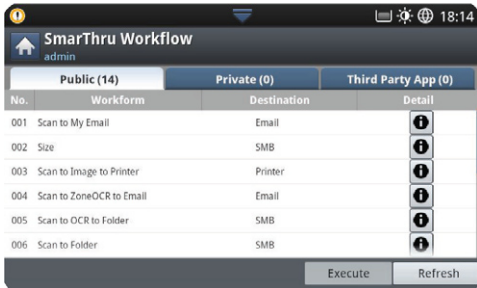 18:14
SmarThru Workflow
admin
Public (14) Private (0) Third Party App (0)
No. Workform Destination Detail
001 Scan to My Email Email
002 Size SMB
003 Scan to Image to Printer Printer
004 Scan to ZoneOCR to Email Email
005 Scan to OCR to Folder SMB
006 Scan to Folder SMB
Execute Refresh